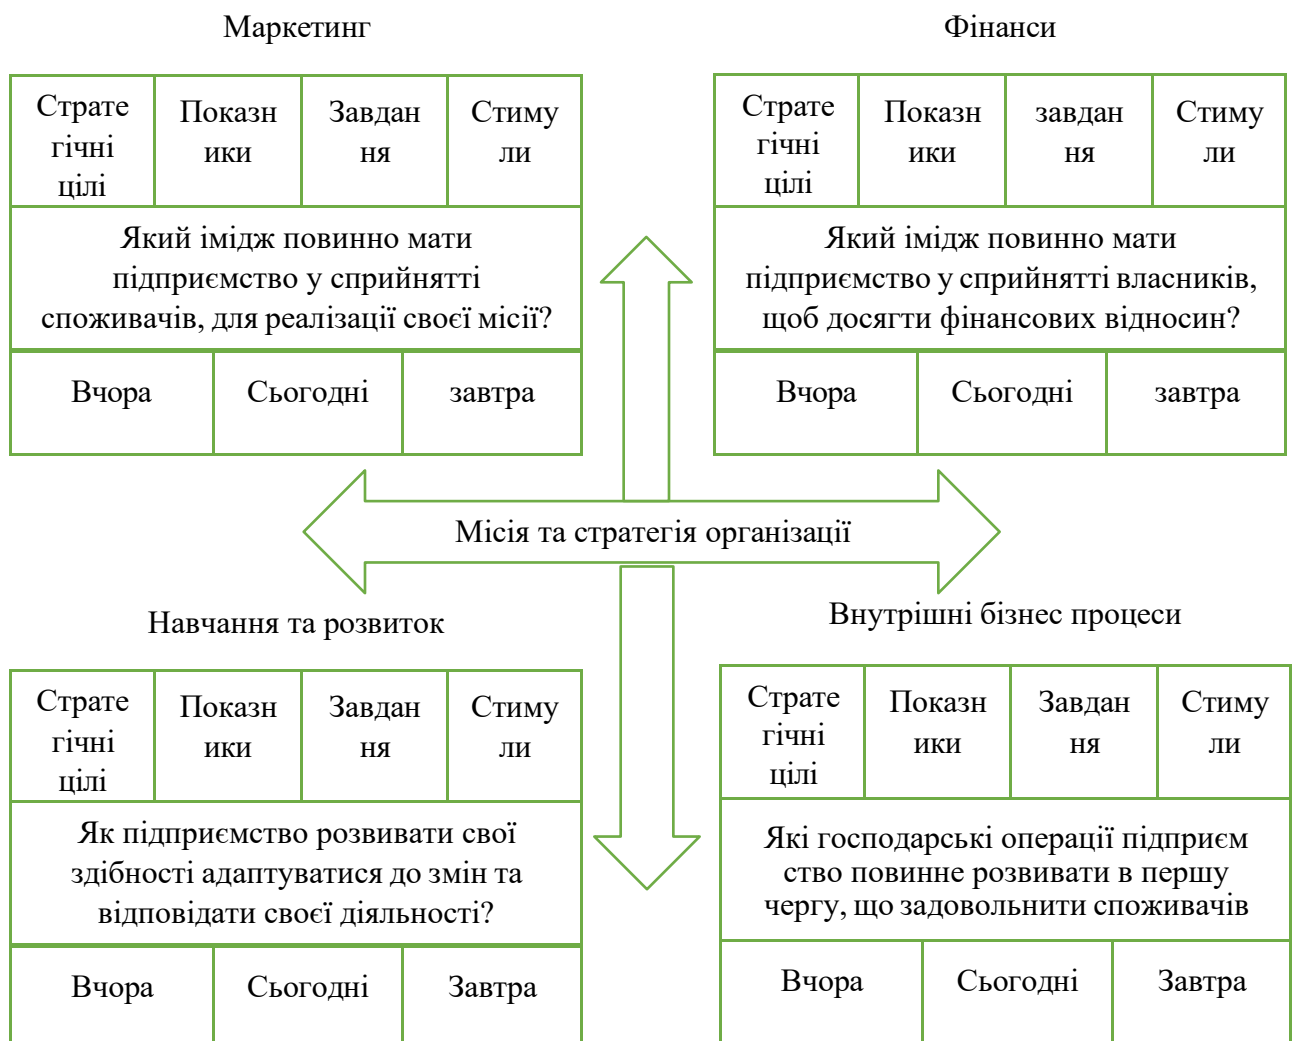 Маркетинг
Страте
гічні
цілі
Показн
ики
Завдан
ня
Стиму
ли
Який імідж повинно мати
підприємство у сприйнятті
споживачів, для реалізації своєї місії?
Вчора
Сьогодні
завтра
Фінанси
Страте
гічні
цілі
Показн
ики
завдан
ня
Стиму
ли
Який імідж повинно мати
підприємство у сприйнятті власників,
щоб досягти фінансових відносин?
Вчора
Сьогодні
завтра
Місія та стратегія організації
Навчання та розвиток
Страте
гічні
цілі
Показн
ики
Завдан
ня
Стиму
ли
Як підприємство розвивати свої
здібності адаптуватися до змін та
відповідати своєї діяльності?
Вчора
Сьогодні
Завтра
Внутрішні бізнес процеси
Страте
гічні
цілі
Показн
ики
Завдан
ня
Стиму
ли
Які господарські операції підприєм
ство повинне розвивати в першу
чергу, що задовольнити споживачів
Вчора
Сьогодні
Завтра